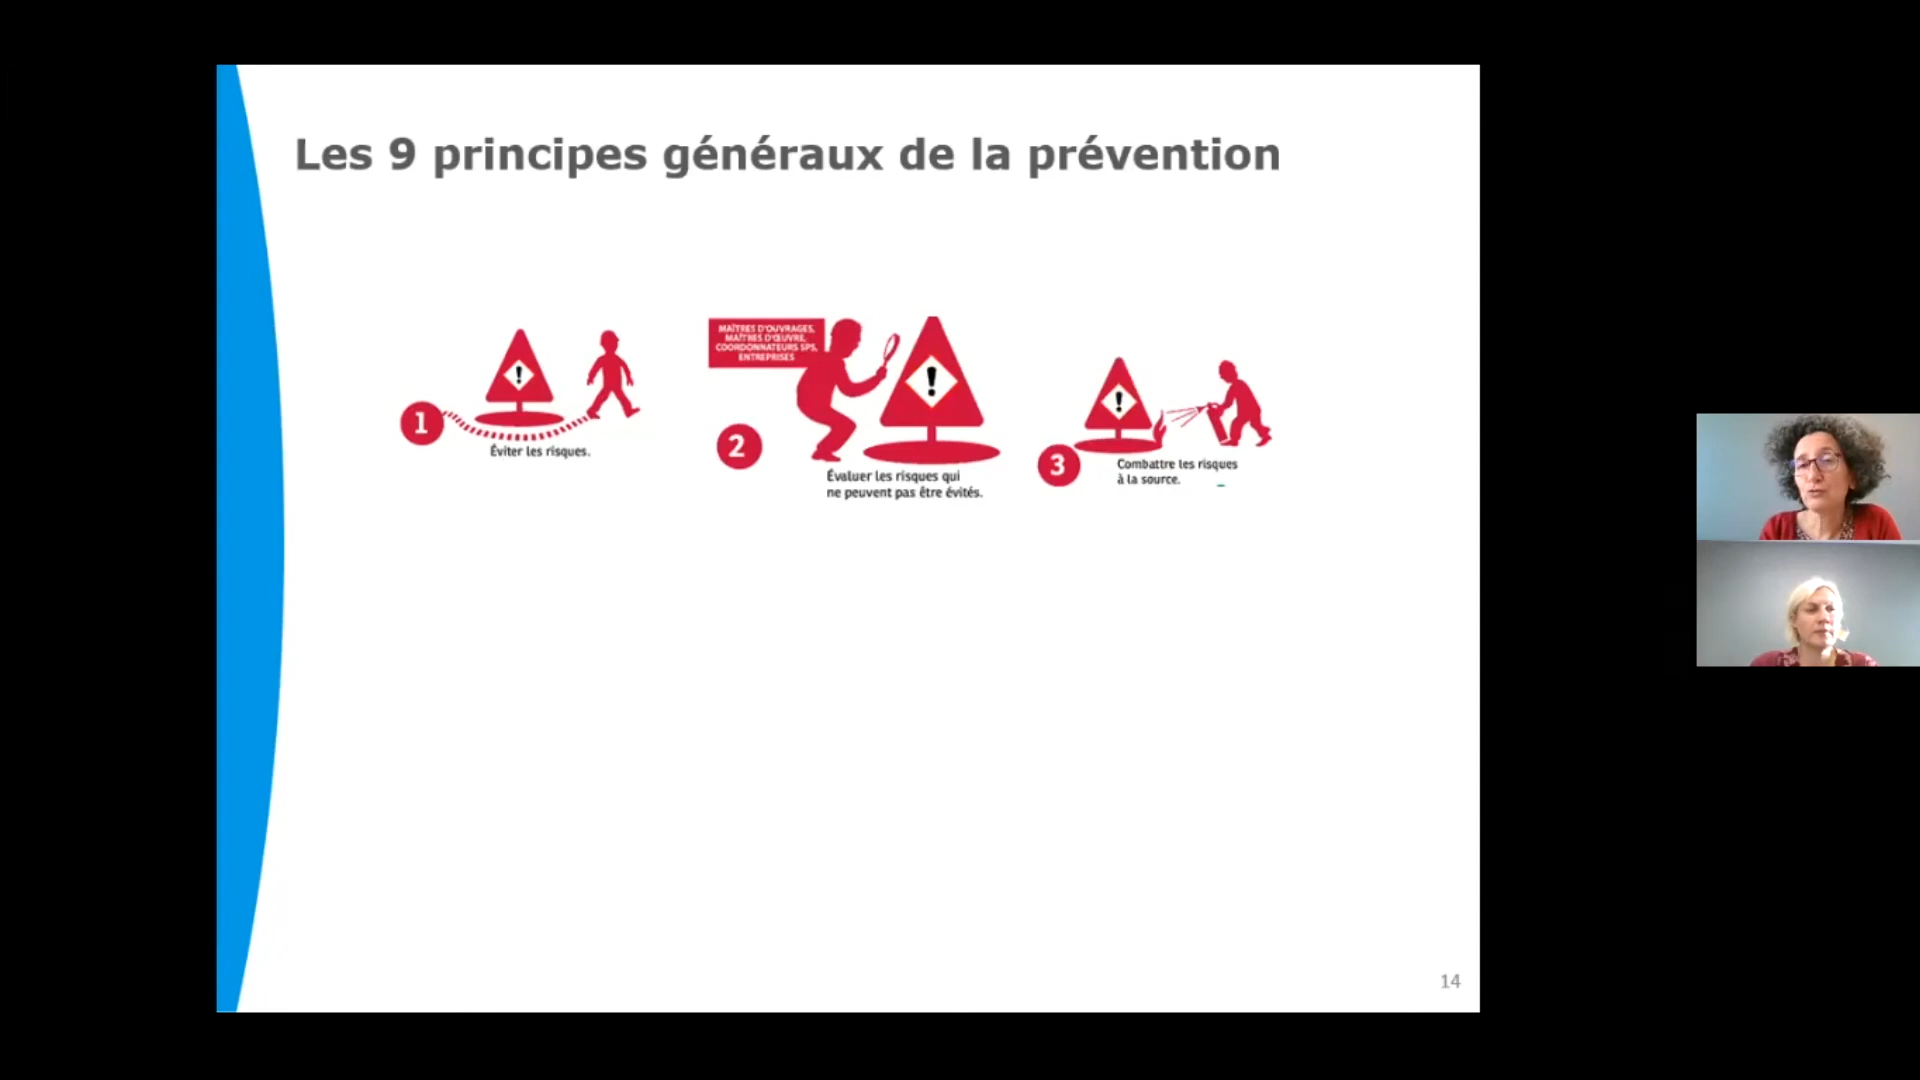 Les 9 principes généraux de la prévention
!
1
Éviter les risques.
MAÎTRES D'OUVRAGES,
MAÎTRES D'ŒUVRE,
COORDONNATEURS SPS,
ENTREPRISES
!
2
Évaluer les risques qui
ne peuvent pas être évités.
!
3
Combattre les risques
à la source.
14